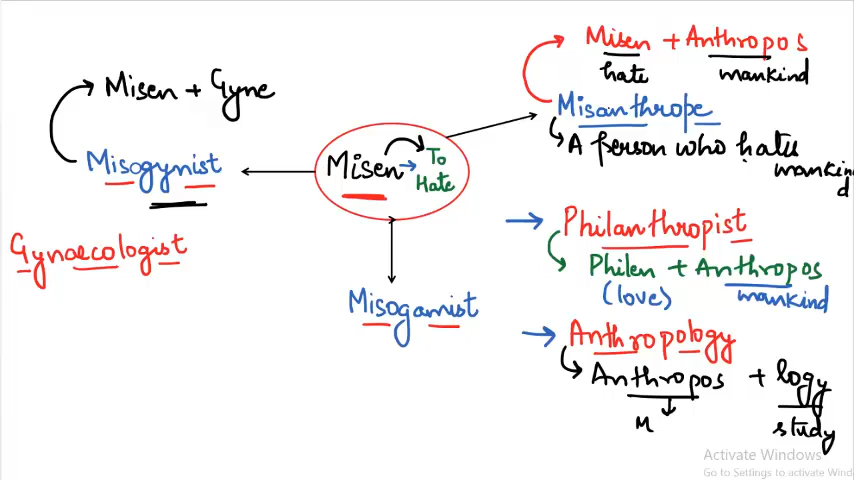 Misen + Gyne
Misogynist
Gynaecologist
Misen → To
Hate
Misogamist
Misen + Anthropos
hate mankind
Misanthrope
A person who hates
mankind
d
Philanthropist
Philen + Anthropos
(love) mankind
Anthropology
Anthropos + logy
M study
Activate Windows
Go to Settings to activate Wind